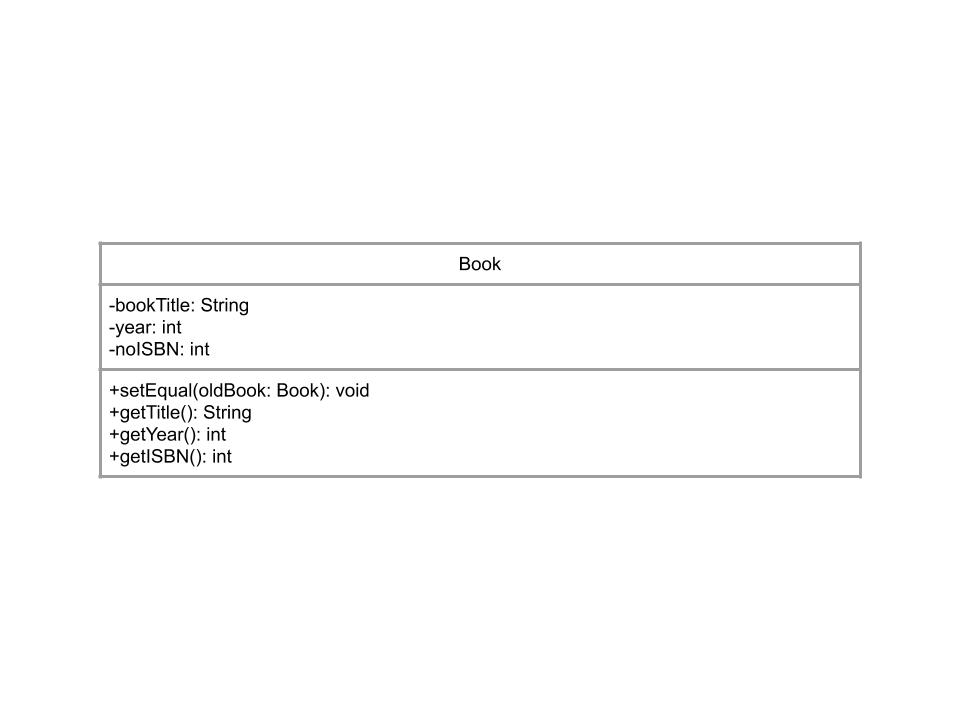 Book
-bookTitle: String
-year: int
-noISBN: int
+setEqual(oldBook: Book): void
+getTitle(): String
+getYear(): int
+getISBN(): int